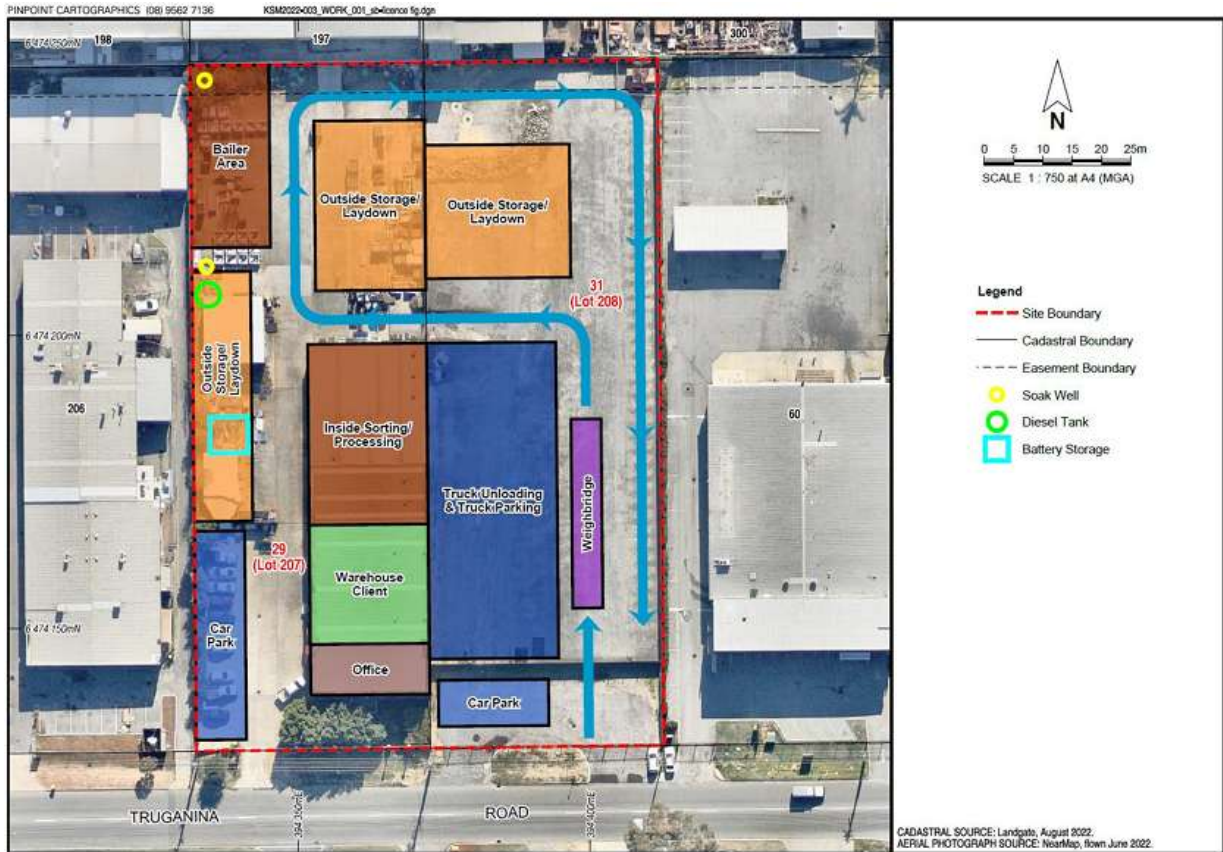 PINPOINT CARTOGRAPHICS (08) 9562 7136
KSM2022-003_WORK_001_sb-licence fig.dgn
6 474 250mN
198
197
300
Bailer
Area
Outside Storage/
Laydown
Outside Storage/
Laydown
31
(Lot 208)
6 474 200mN
Outside
Storage/
Laydown
206
Inside Sorting/
Processing
Truck Unloading
& Truck Parking
Weighbridge
60
29
(Lot 207)
Warehouse
Client
6 474 150mN
Car
Park
Office
Car Park
TRUGANINA
ROAD
394 350mE
394 400mE
N
0 5 10 15 20 25m
SCALE 1 : 750 at A4 (MGA)
Legend
Site Boundary
Cadastral Boundary
Easement Boundary
Soak Well
Diesel Tank
Battery Storage
CADASTRAL SOURCE: Landgate, August 2022.
AERIAL PHOTOGRAPH SOURCE: NearMap, flown June 2022.